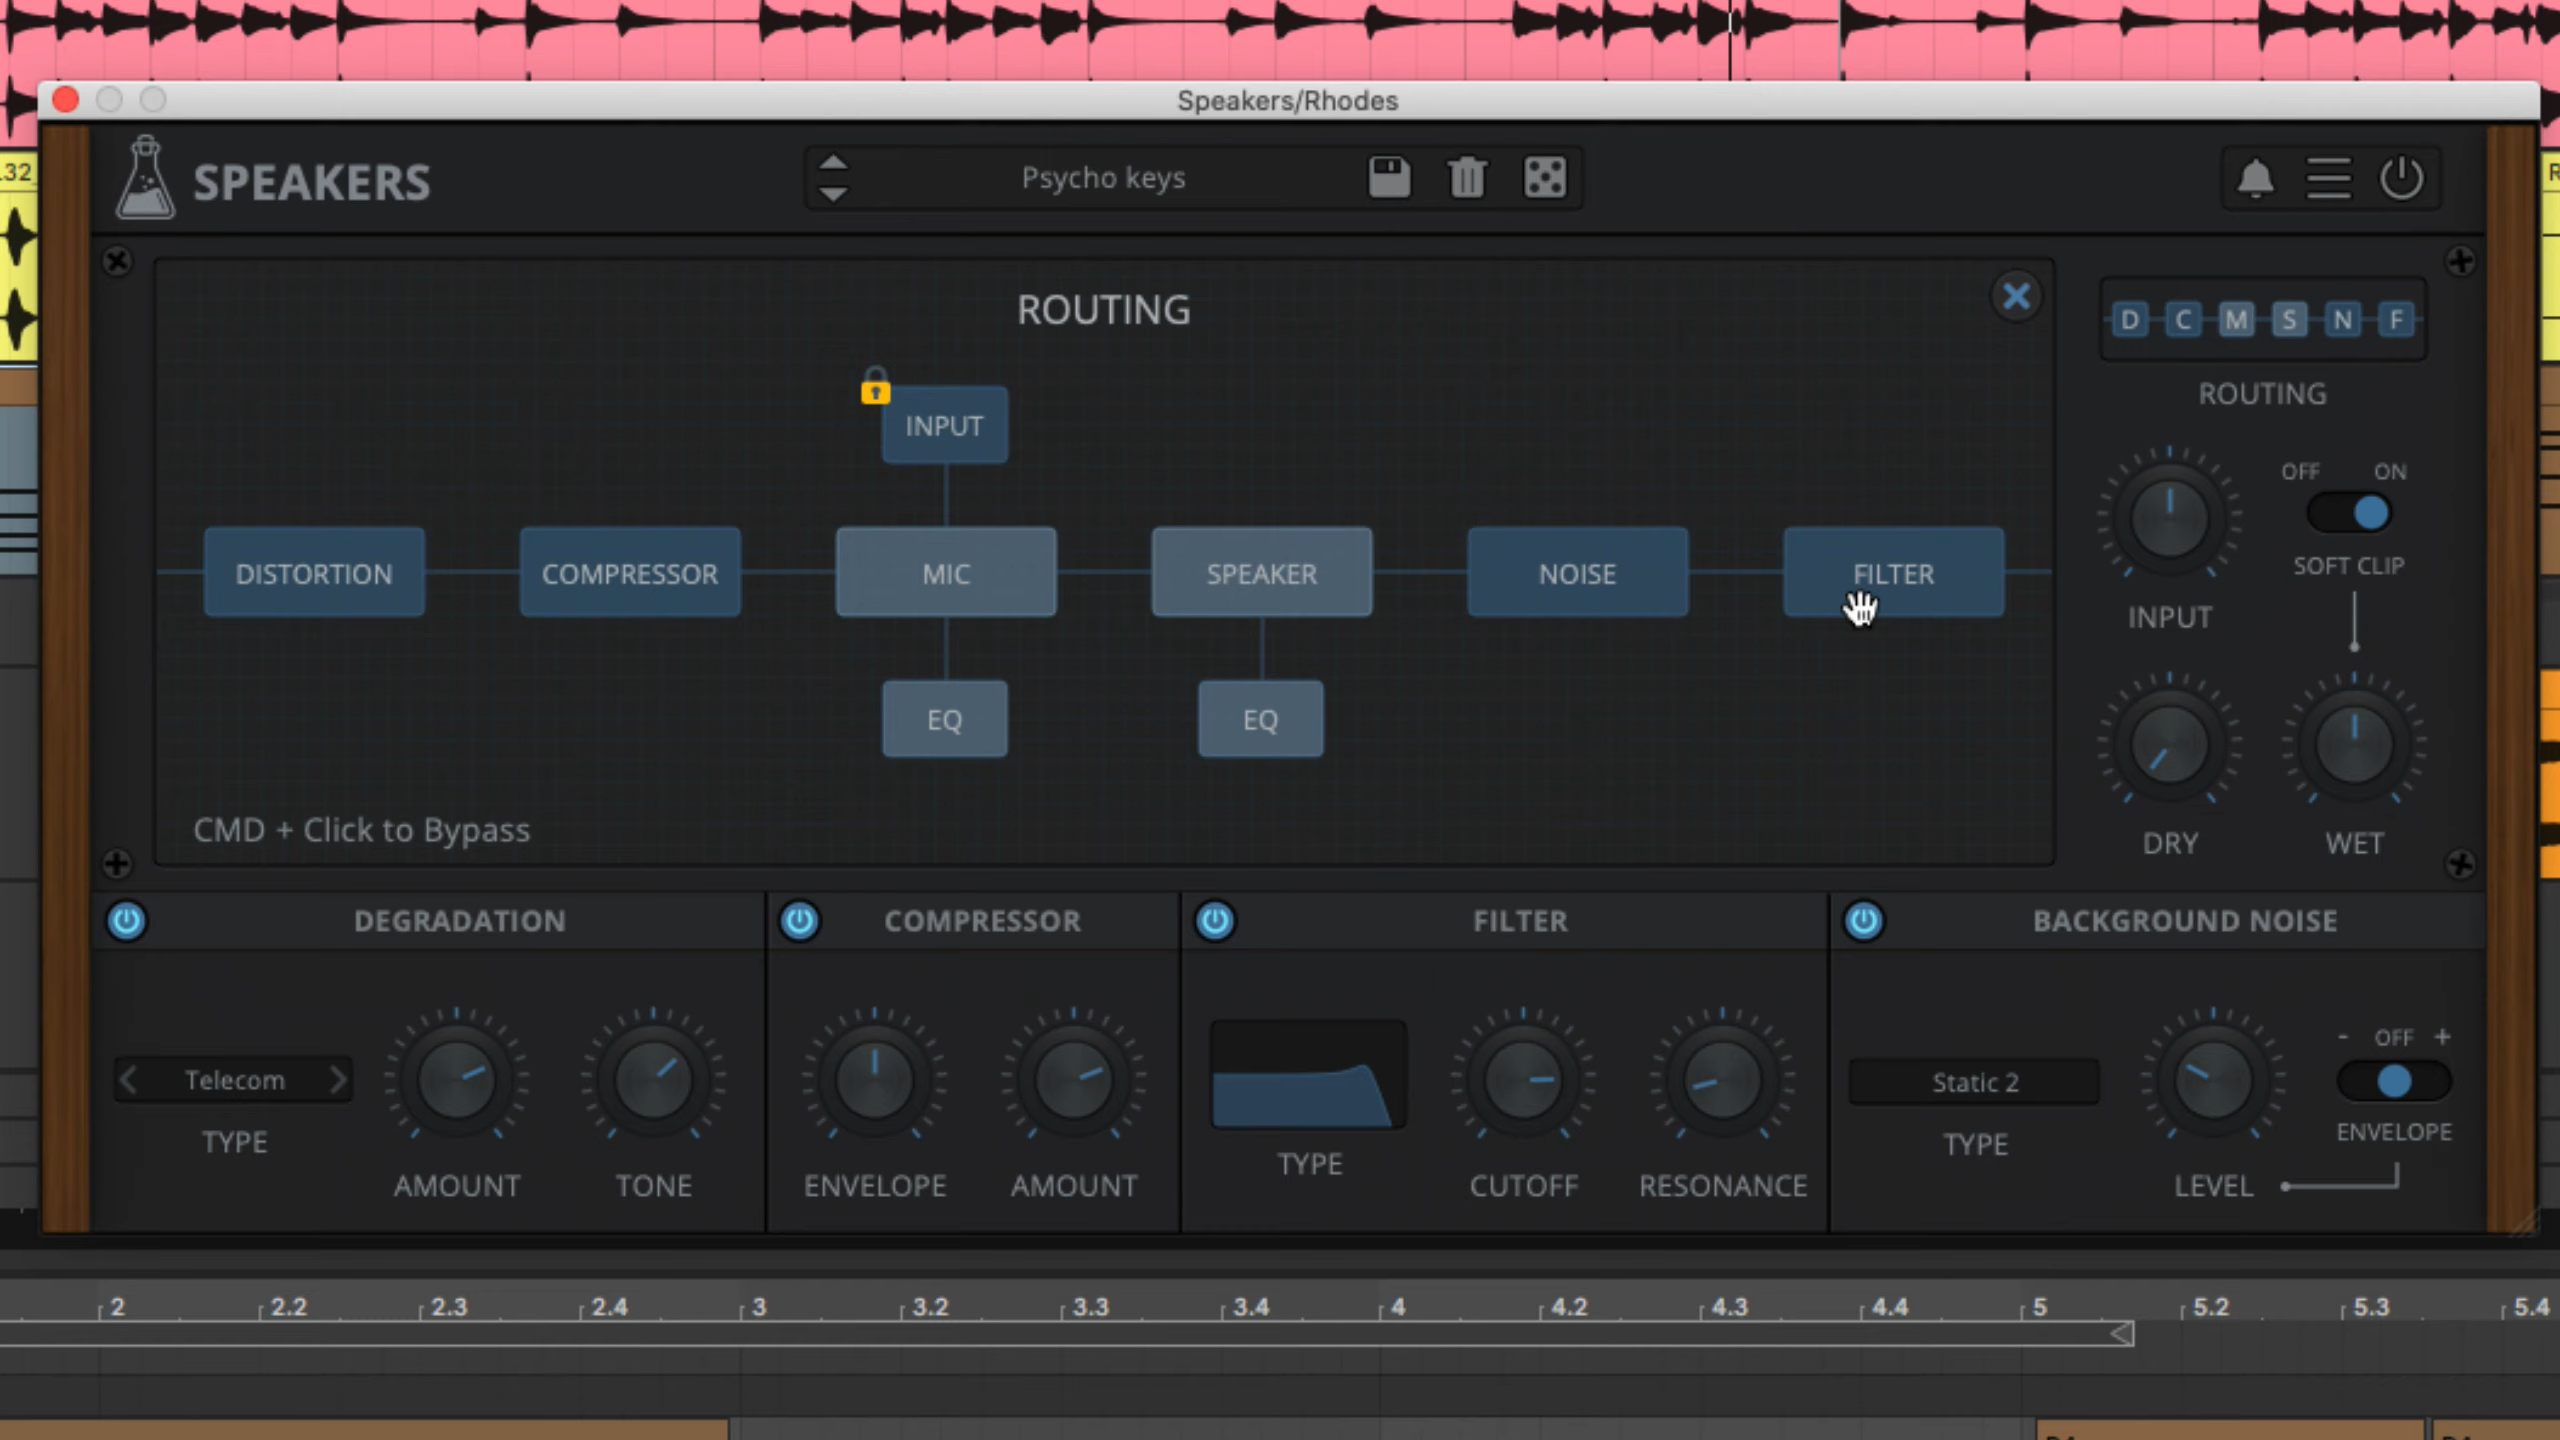 Speakers/Rhodes
.32_
R
SPEAKERS
Psycho keys
ROUTING
D C M S N F
ROUTING
INPUT
OFF ON
SOFT CLIP
INPUT
DISTORTION COMPRESSOR MIC SPEAKER NOISE FILTER
EQ EQ
CMD + Click to Bypass
DRY WET
DEGRADATION COMPRESSOR FILTER BACKGROUND NOISE
- OFF +
Telecom
Static 2
TYPE
TYPE
TYPE
ENVELOPE
AMOUNT TONE ENVELOPE AMOUNT CUTOFF RESONANCE LEVEL
2 2.2 2.3 2.4 3 3.2 3.3 3.4 4 4.2 4.3 4.4 5 5.2 5.3 5.4